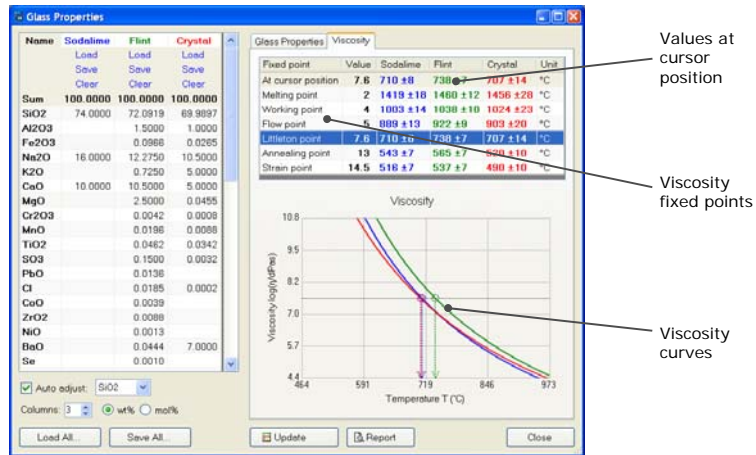 Glass Properties
Name Sodalime Flint Crystal
Load Load Load
Save Save Save
Clear Clear Clear
Sum 100.0000 100.0000 100.0000
SiO2 74.0000 72.0919 69.9897
Al2O3 1.5000 1.0000
Fe2O3 0.0966 0.0265
Na2O 16.0000 12.2750 10.5000
K2O 0.7250 5.0000
CaO 10.0000 10.5000 5.0000
MgO 2.5000 0.0455
Cr2O3 0.0042 0.0008
MnO 0.0196 0.0088
TiO2 0.0462 0.0342
SO3 0.1500 0.0032
PbO 0.0136
Cl 0.0185 0.0002
CoO 0.0039
ZrO2 0.0088
NiO 0.0013
BaO 0.0444 7.0000
Se 0.0010
Auto adjust: SiO2
Columns: 3 wt% mol%
Load All... Save All...
Glass Properties Viscosity
Fixed point Value Sodalime Flint Crystal Unit
At cursor position 7.6 710 ±8 738 ±7 707 ±14 °C
Melting point 2 1419 ±18 1460 ±12 1456 ±28 °C
Working point 4 1003 ±14 1038 ±10 1024 ±23 °C
Flow point 5 889 ±13 922 ±9 903 ±20 °C
Littleton point 7.6 710 ±8 738 ±7 707 ±14 °C
Annealing point 13 543 ±7 565 ±7 520 ±10 °C
Strain point 14.5 516 ±7 537 ±7 490 ±10 °C
Viscosity
Viscosity log(η/dPas)
10.8
9.5
8.2
7.0
5.7
4.4
464 591 719 846 973
Temperature T (°C)
Update Report Close
Values at
cursor
position
Viscosity
fixed points
Viscosity
curves